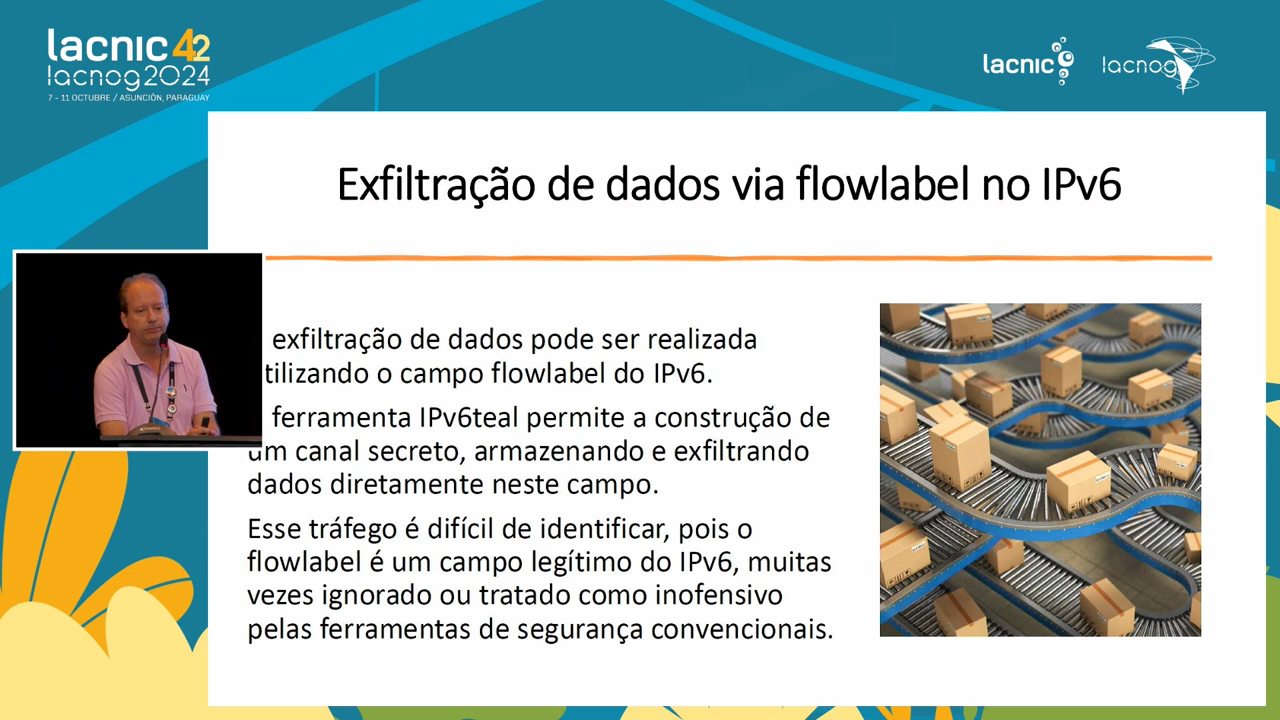 lacnic 42
lacnog2024
7 - 11 OCTUBRE / ASUNCIÓN, PARAGUAY
lacnic
lacnog
Exfiltração de dados via flowlabel no IPv6
exfiltração de dados pode ser realizada
tilizando o campo flowlabel do IPv6.
ferramenta IPv6teal permite a construção de
um canal secreto, armazenando e exfiltrando
dados diretamente neste campo.
Esse tráfego é difícil de identificar, pois o
flowlabel é um campo legítimo do IPv6, muitas
vezes ignorado ou tratado como inofensivo
pelas ferramentas de segurança convencionais.